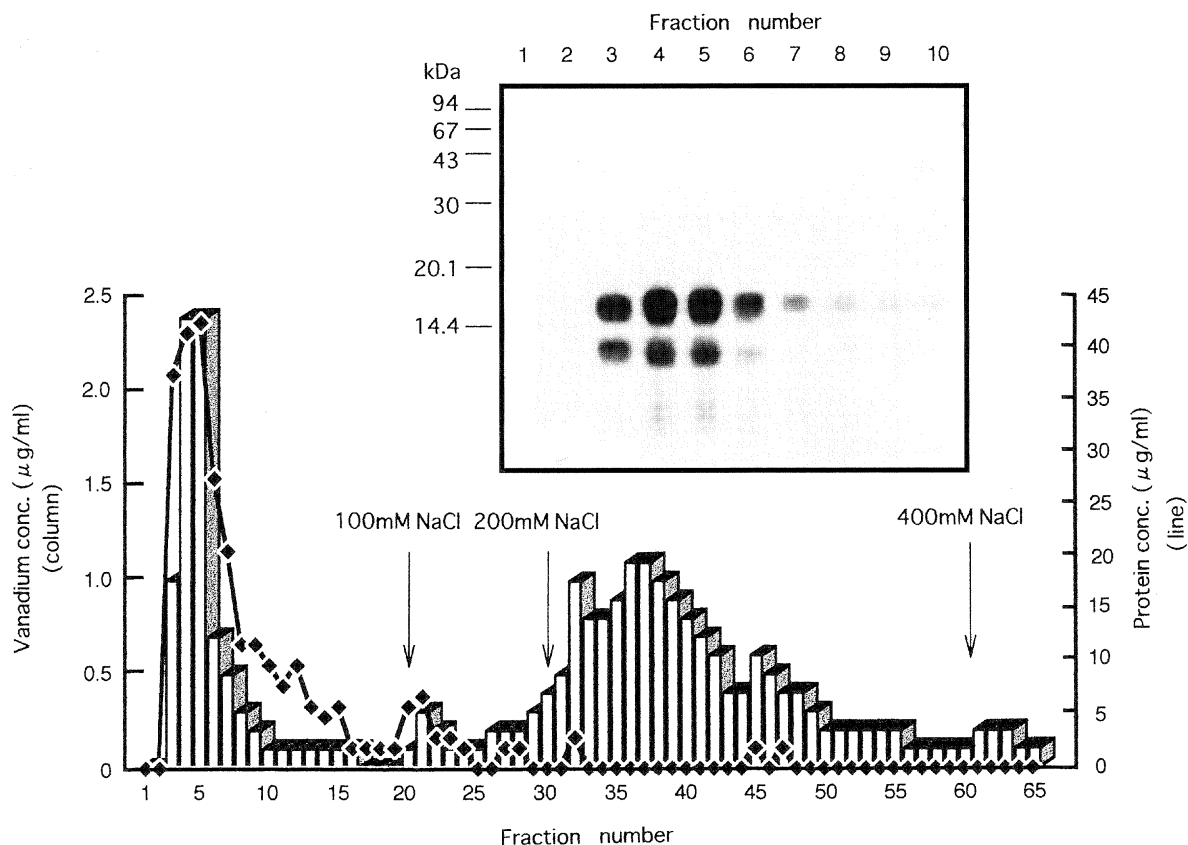 Fraction number
1 2 3 4 5 6 7 8 9 10
kDa
94
67
43
30
20.1
14.4
2.5
2.0
1.5
1.0
0.5
0
Vanadium conc. (μg/ml)
(column)
45
40
35
30
25
20
15
10
5
0
Protein conc. (μg/ml)
(line)
100mM NaCl 200mM NaCl 400mM NaCl
1 5 10 15 20 25 30 35 40 45 50 55 60 65
Fraction number